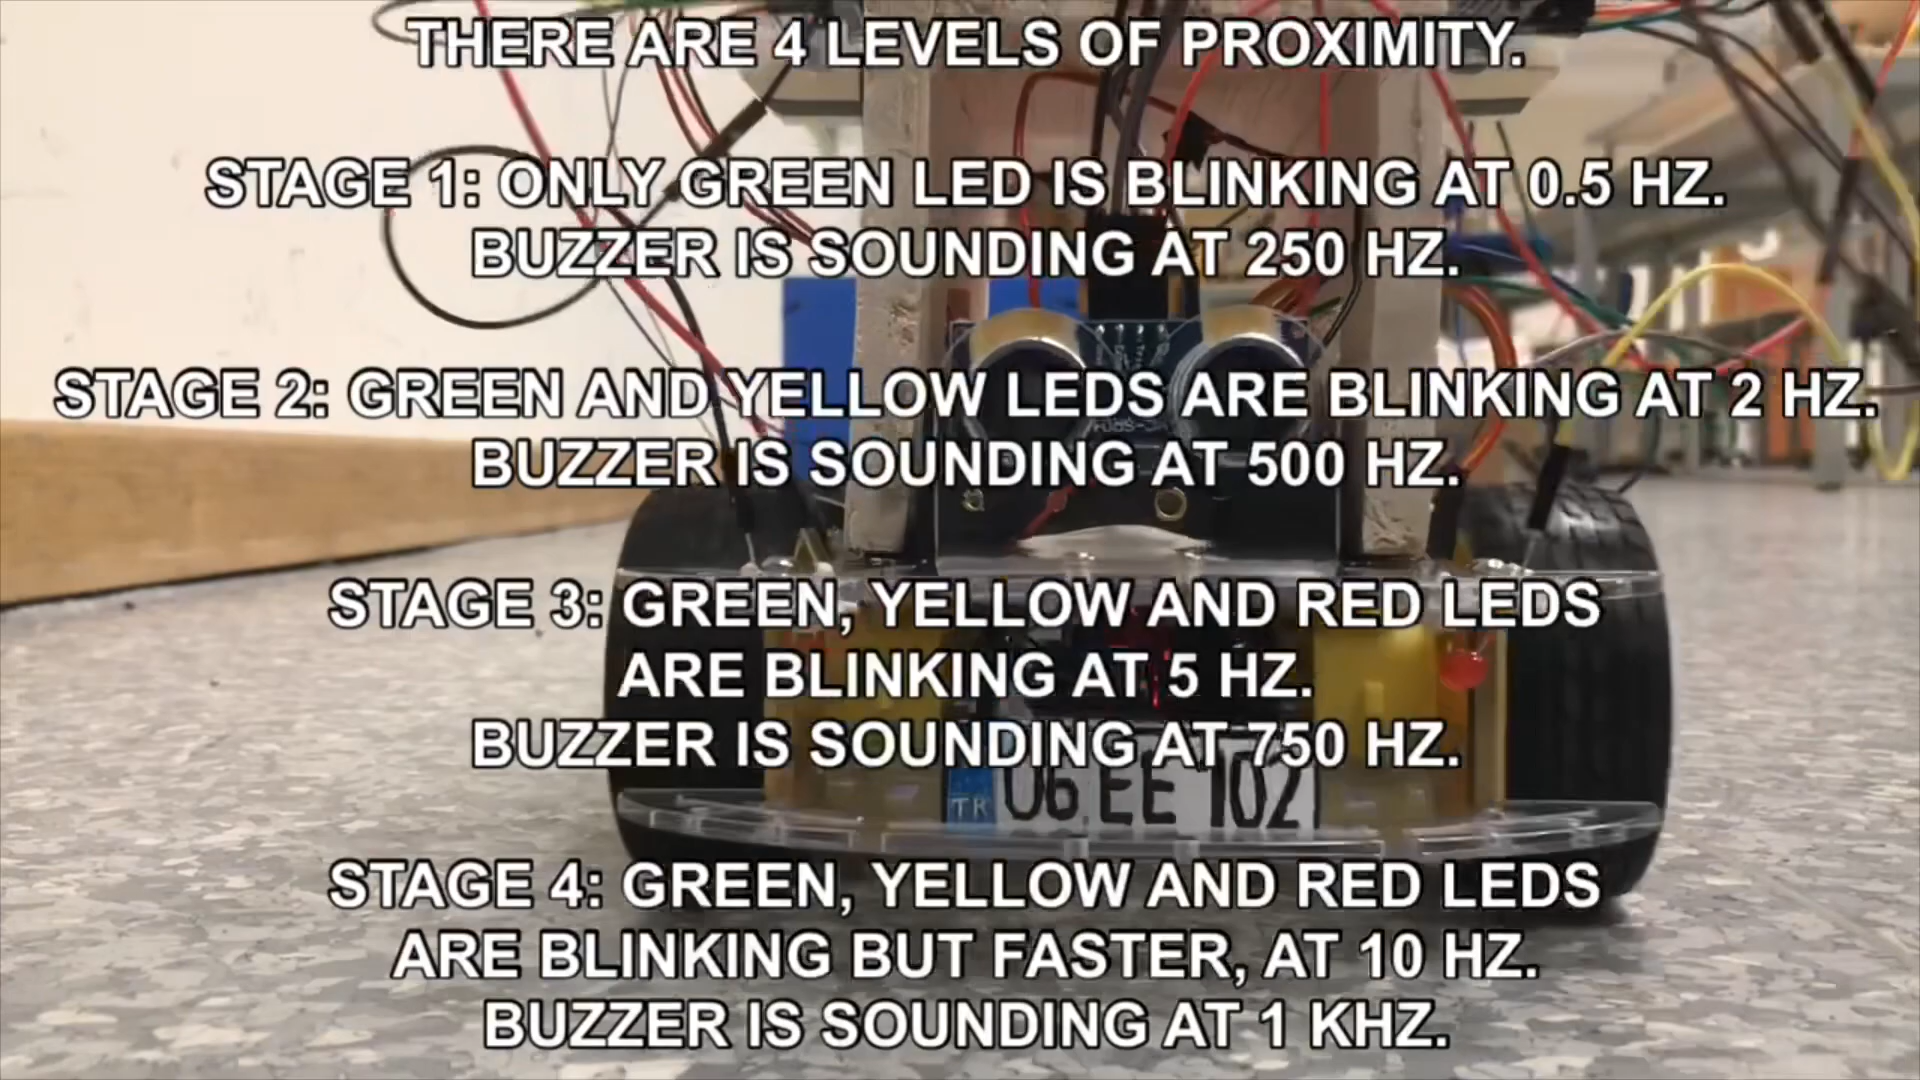 THERE ARE 4 LEVELS OF PROXIMITY.
STAGE 1: ONLY GREEN LED IS BLINKING AT 0.5 HZ.
BUZZER IS SOUNDING AT 250 HZ.
STAGE 2: GREEN AND YELLOW LEDS ARE BLINKING AT 2 HZ.
BUZZER IS SOUNDING AT 500 HZ.
STAGE 3: GREEN, YELLOW AND RED LEDS
ARE BLINKING AT 5 HZ.
BUZZER IS SOUNDING AT 750 HZ.
TR 06 EE 102
STAGE 4: GREEN, YELLOW AND RED LEDS
ARE BLINKING BUT FASTER, AT 10 HZ.
BUZZER IS SOUNDING AT 1 KHZ.